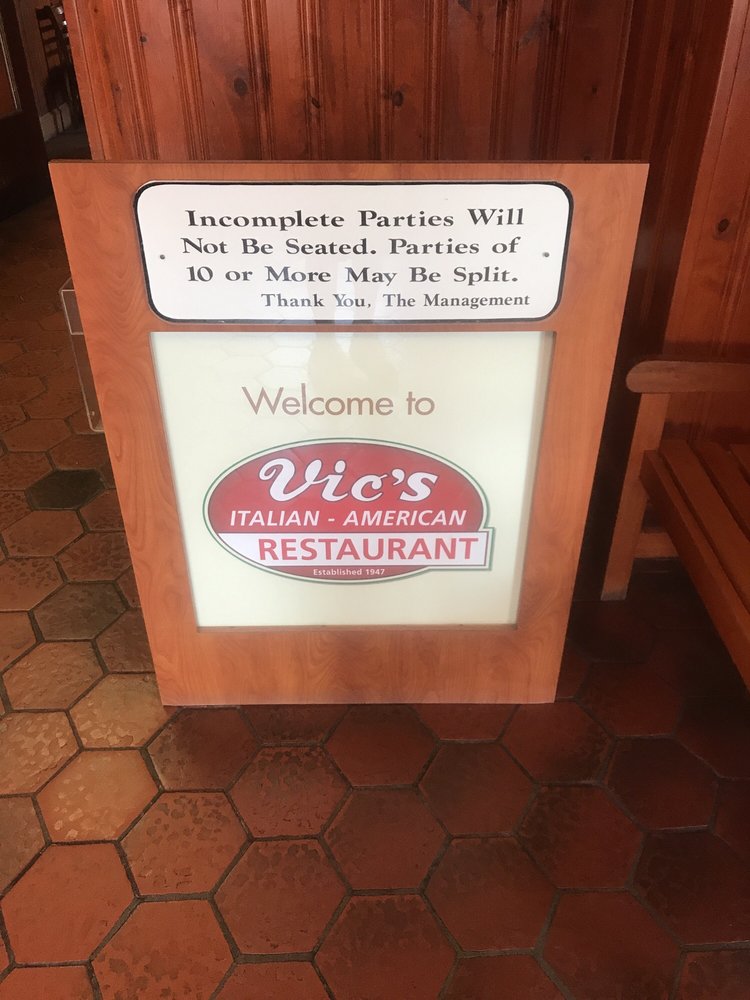 Incomplete Parties Will
Not Be Seated. Parties of
10 or More May Be Split.
Thank You, The Management
Welcome to
Vic's
ITALIAN - AMERICAN
RESTAURANT
Established 1947